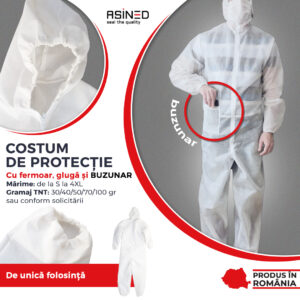 ASINED
seal the quality
buzunar
COSTUM
DE PROTECȚIE
Cu fermoar, glugă și BUZUNAR
Mărime: de la S la 4XL
Gramaj TNT: 30/40/50/70/100 gr
sau conform solicitării
De unică folosință
PRODUS ÎN
ROMÂNIA